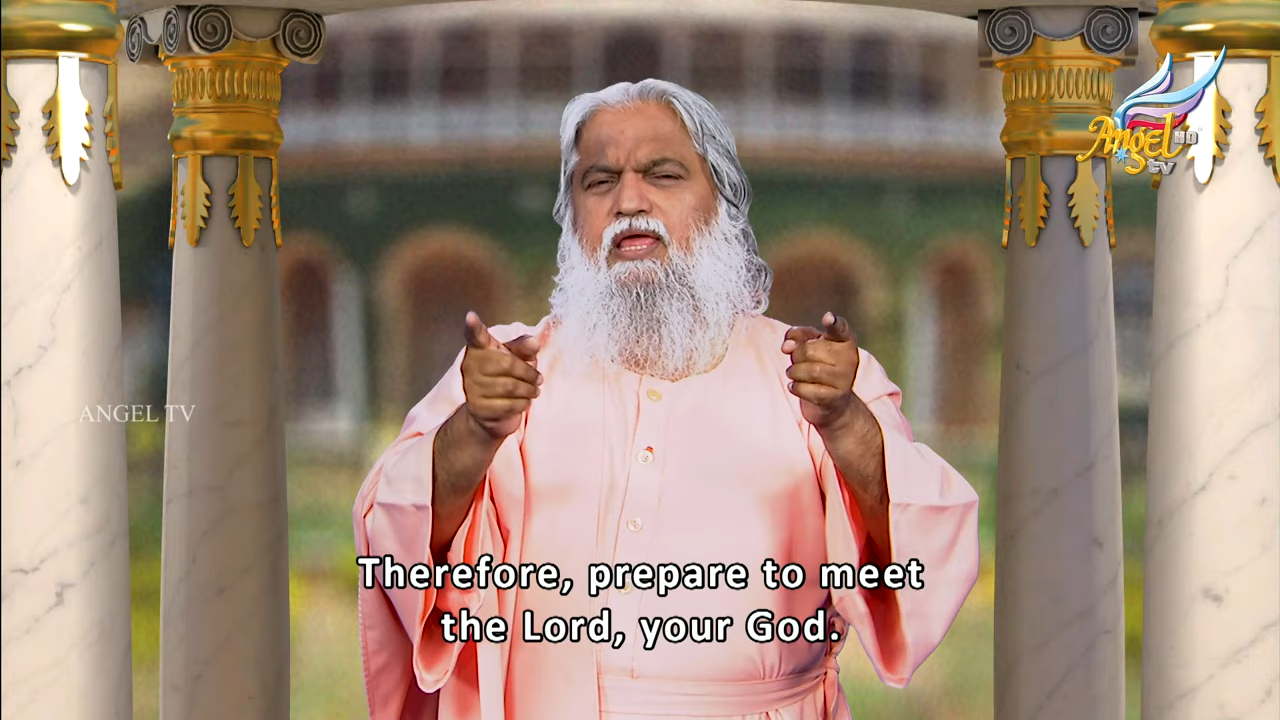 Angel HD
tv
ANGEL TV
Therefore, prepare to meet
the Lord, your God.